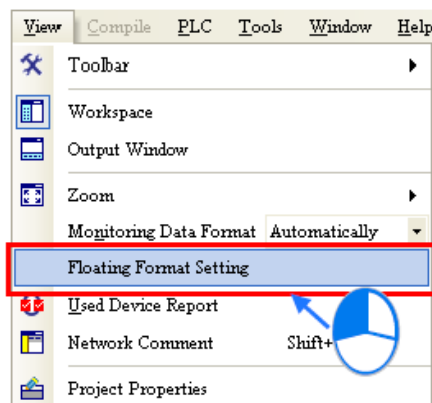 View Compile PLC Tools Window Help
Toolbar
Workspace
Output Window
Zoom
Monitoring Data Format Automatically
Floating Format Setting
Used Device Report
Network Comment Shift+
Project Properties